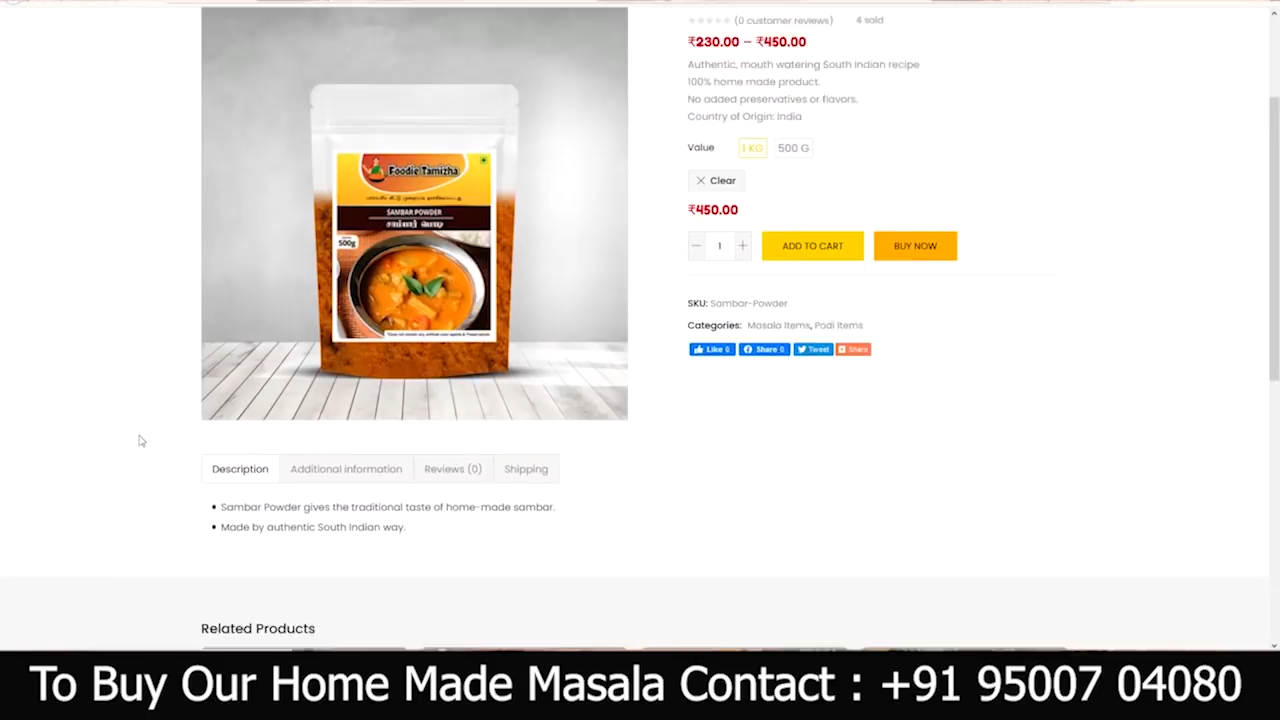 (0 customer reviews) 4 sold
₹230.00 – ₹450.00
Authentic, mouth watering South Indian recipe
100% home made product.
No added preservatives or flavors.
Country of Origin: India
Value 1 KG 500 G
Clear
₹450.00
1 ADD TO CART BUY NOW
SKU: Sambar-Powder
Categories: Masala Items, Podi Items
Like 0 Share 0 Tweet Share
Foodie Tamizha
SAMBAR POWDER
சாம்பார் பொடி
500g
Description Additional information Reviews (0) Shipping
Sambar Powder gives the traditional taste of home-made sambar.
Made by authentic South Indian way.
Related Products
To Buy Our Home Made Masala Contact : +91 95007 04080